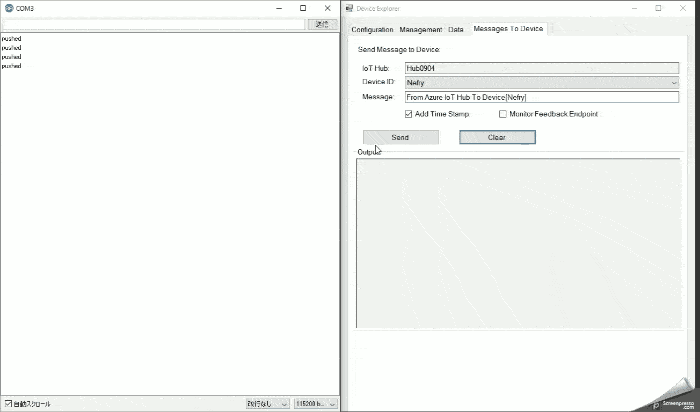 COM3
送信
pushed
pushed
pushed
pushed
自動スクロール
改行なし
115200 b...
Device Explorer
Configuration Management Data Messages To Device
Send Message to Device:
IoT Hub: Hub0904
Device ID: Nefry
Message: From Azure IoT Hub To Device[Nefry]
Add Time Stamp Monitor Feedback Endpoint
Send Clear
Output
Screenpresso
.com